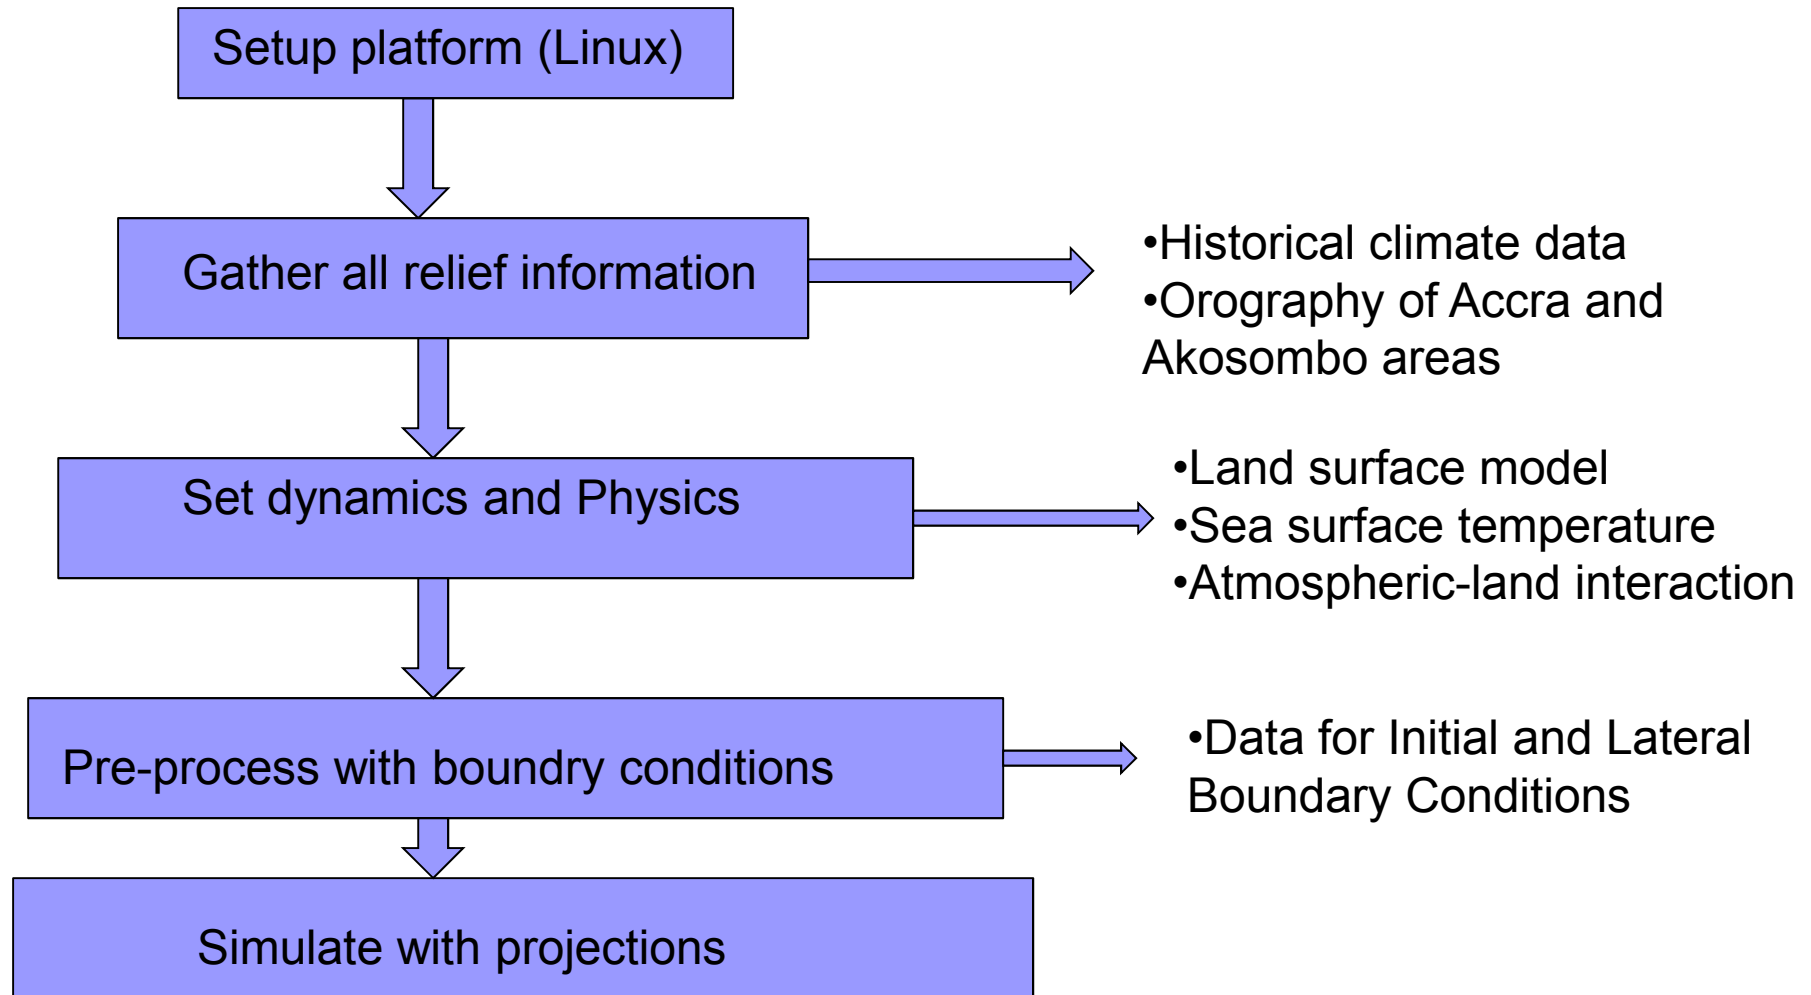 Setup platform (Linux)
Gather all relief information
•Historical climate data
•Orography of Accra and
Akosombo areas
Set dynamics and Physics
•Land surface model
•Sea surface temperature
•Atmospheric-land interaction
Pre-process with boundry conditions
•Data for Initial and Lateral
Boundary Conditions
Simulate with projections